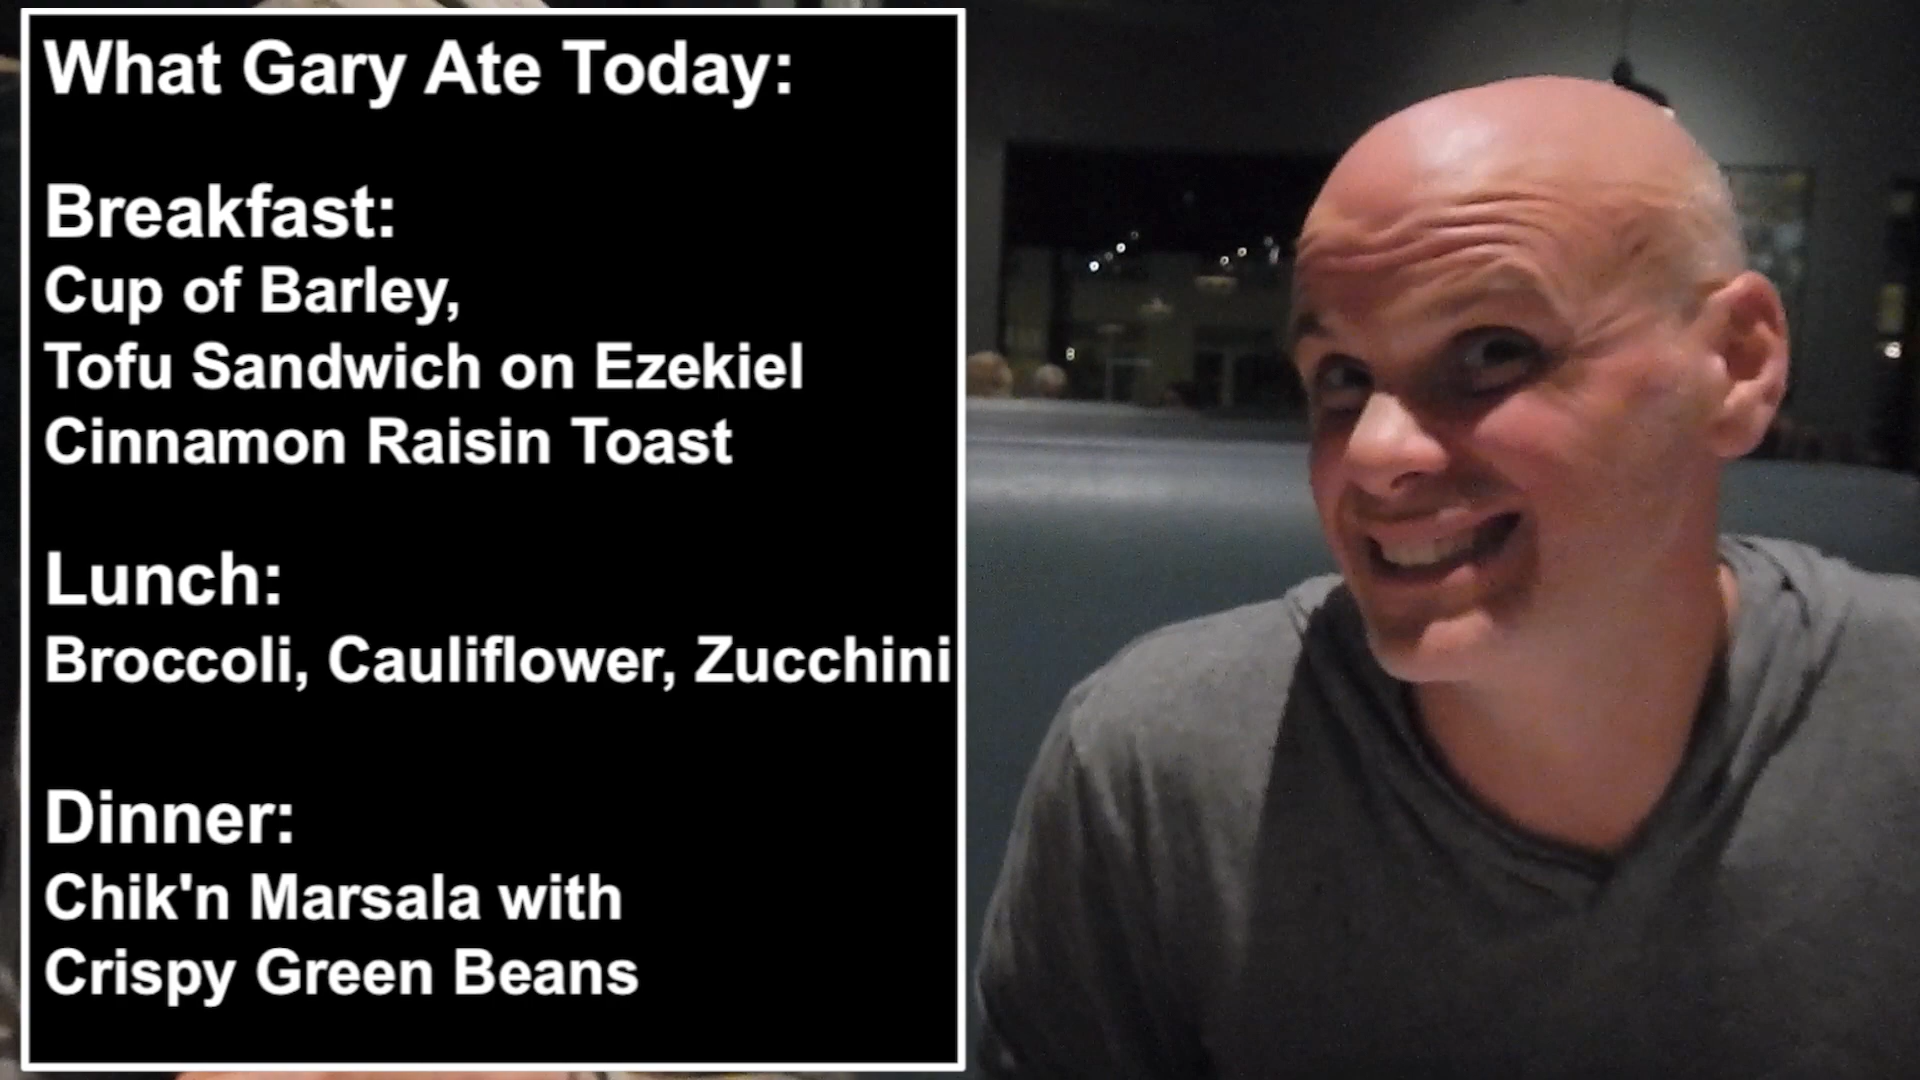 What Gary Ate Today:
Breakfast:
Cup of Barley,
Tofu Sandwich on Ezekiel
Cinnamon Raisin Toast
Lunch:
Broccoli, Cauliflower, Zucchini
Dinner:
Chik'n Marsala with
Crispy Green Beans